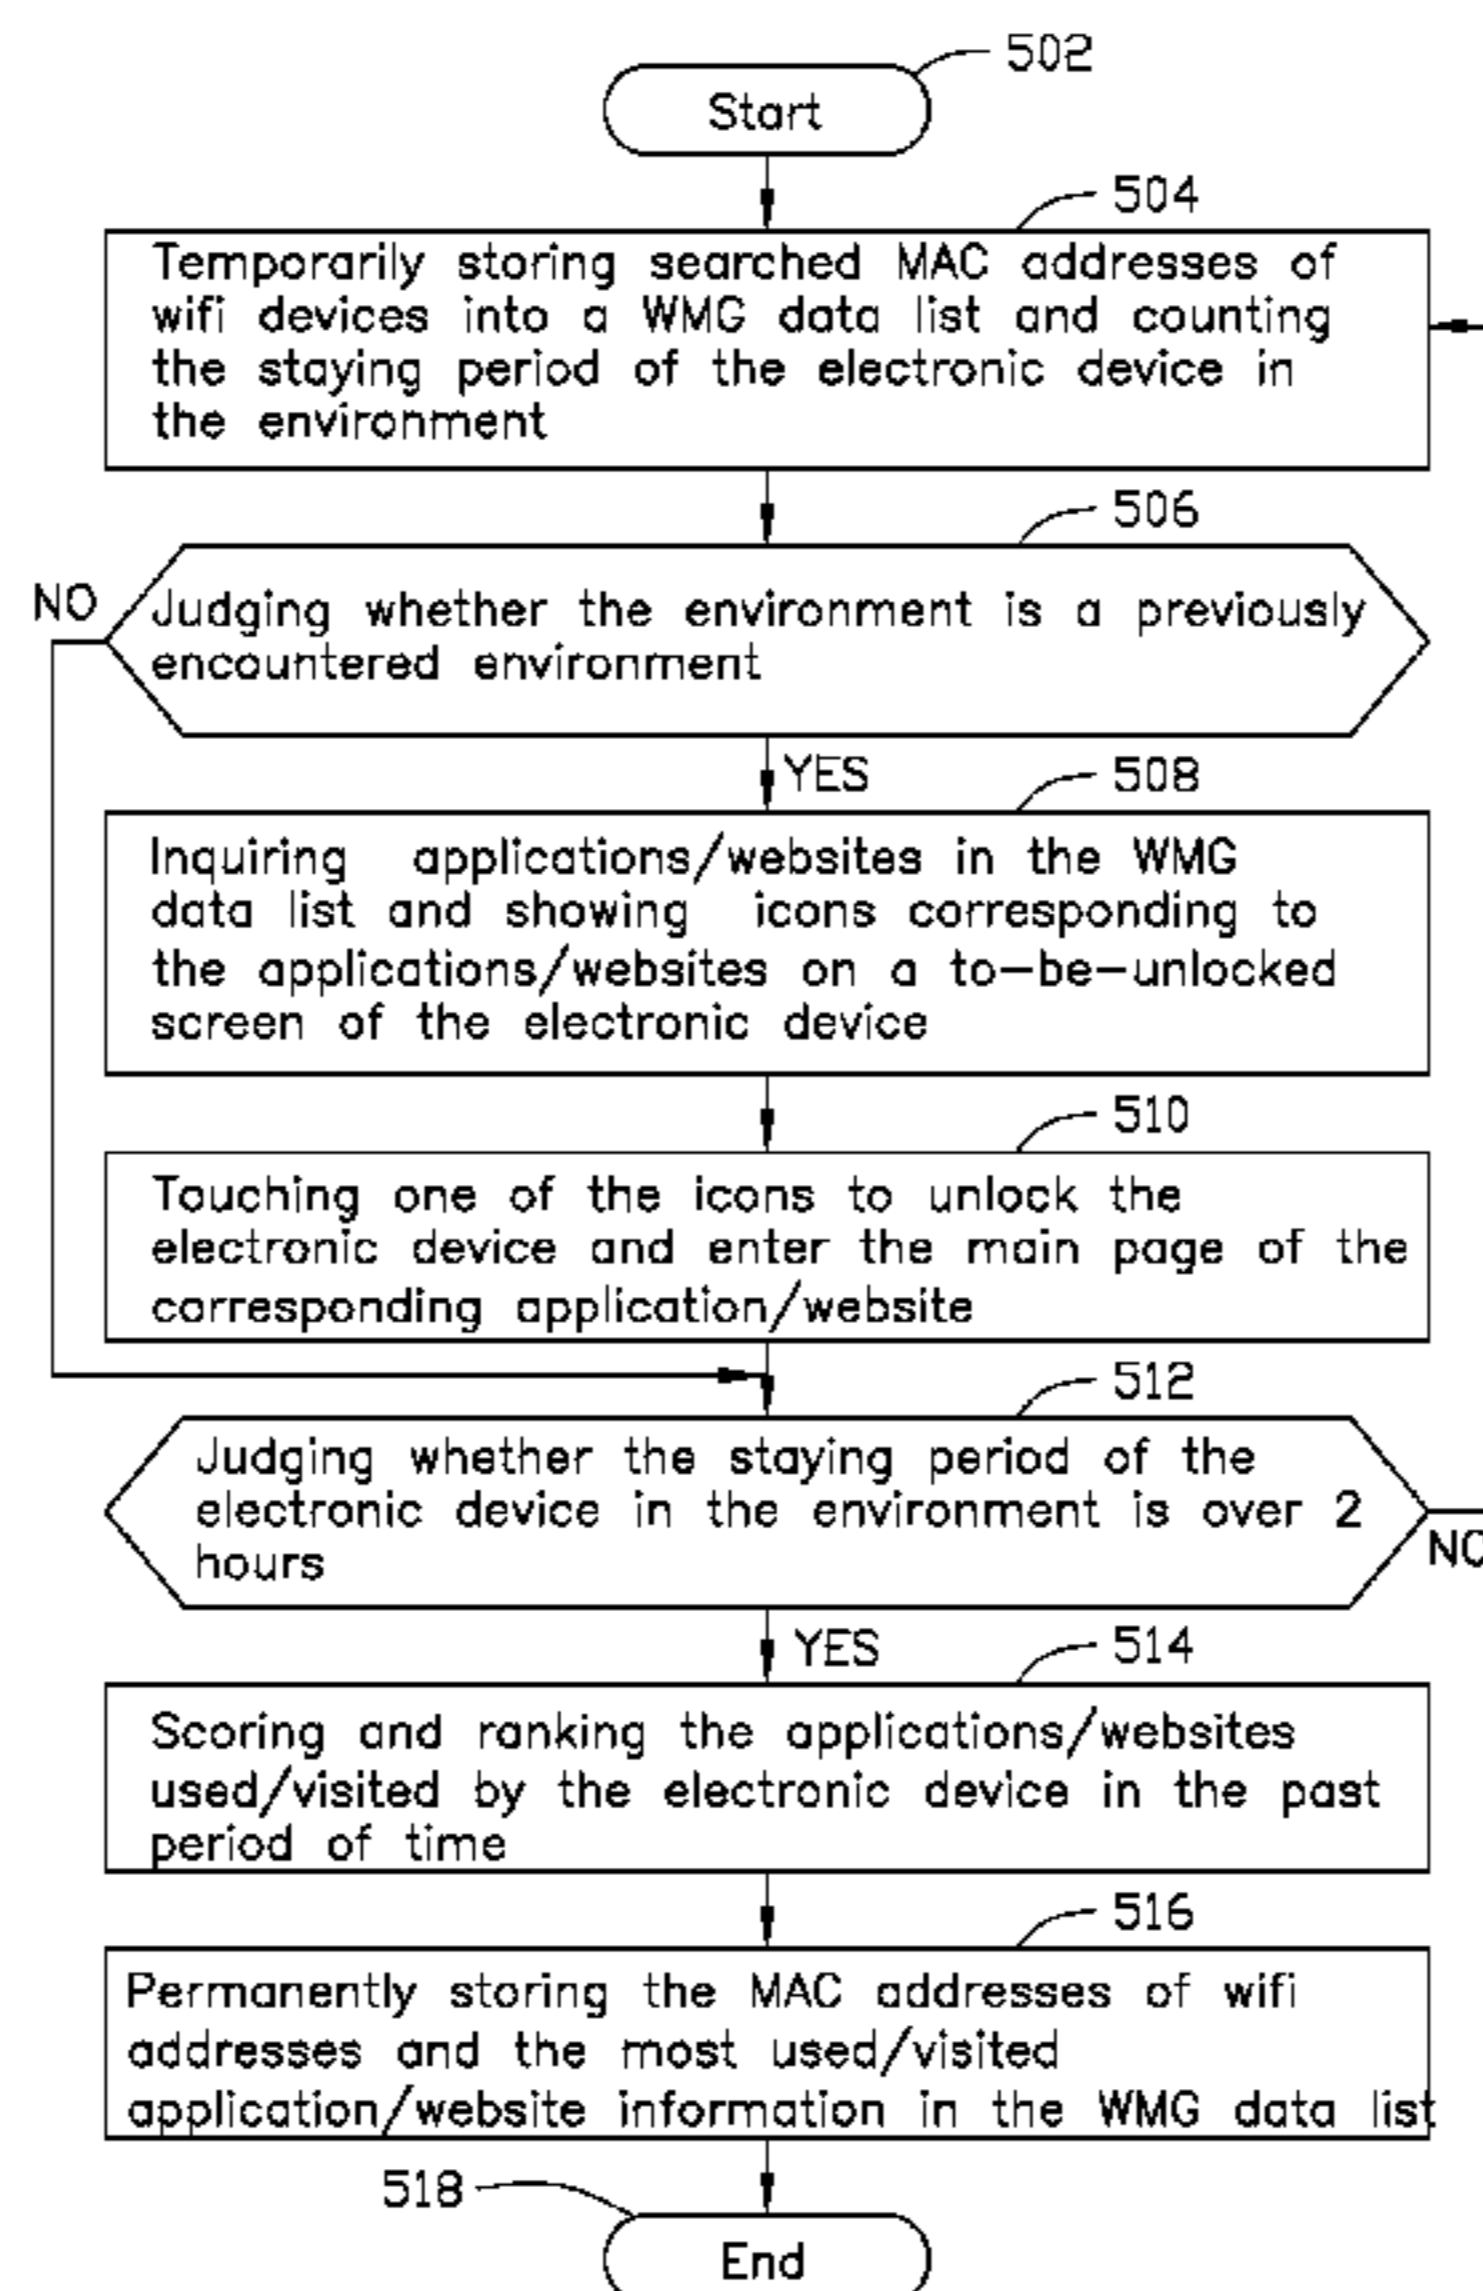 502
Start
504
Temporarily storing searched MAC addresses of
wifi devices into a WMG data list and counting
the staying period of the electronic device in
the environment
506
NO
Judging whether the environment is a previously
encountered environment
YES
508
Inquiring applications/websites in the WMG
data list and showing icons corresponding to
the applications/websites on a to-be-unlocked
screen of the electronic device
510
Touching one of the icons to unlock the
electronic device and enter the main page of the
corresponding application/website
512
Judging whether the staying period of the
electronic device in the environment is over 2
hours
NO
YES
514
Scoring and ranking the applications/websites
used/visited by the electronic device in the past
period of time
516
Permanently storing the MAC addresses of wifi
addresses and the most used/visited
application/website information in the WMG data list
518
End